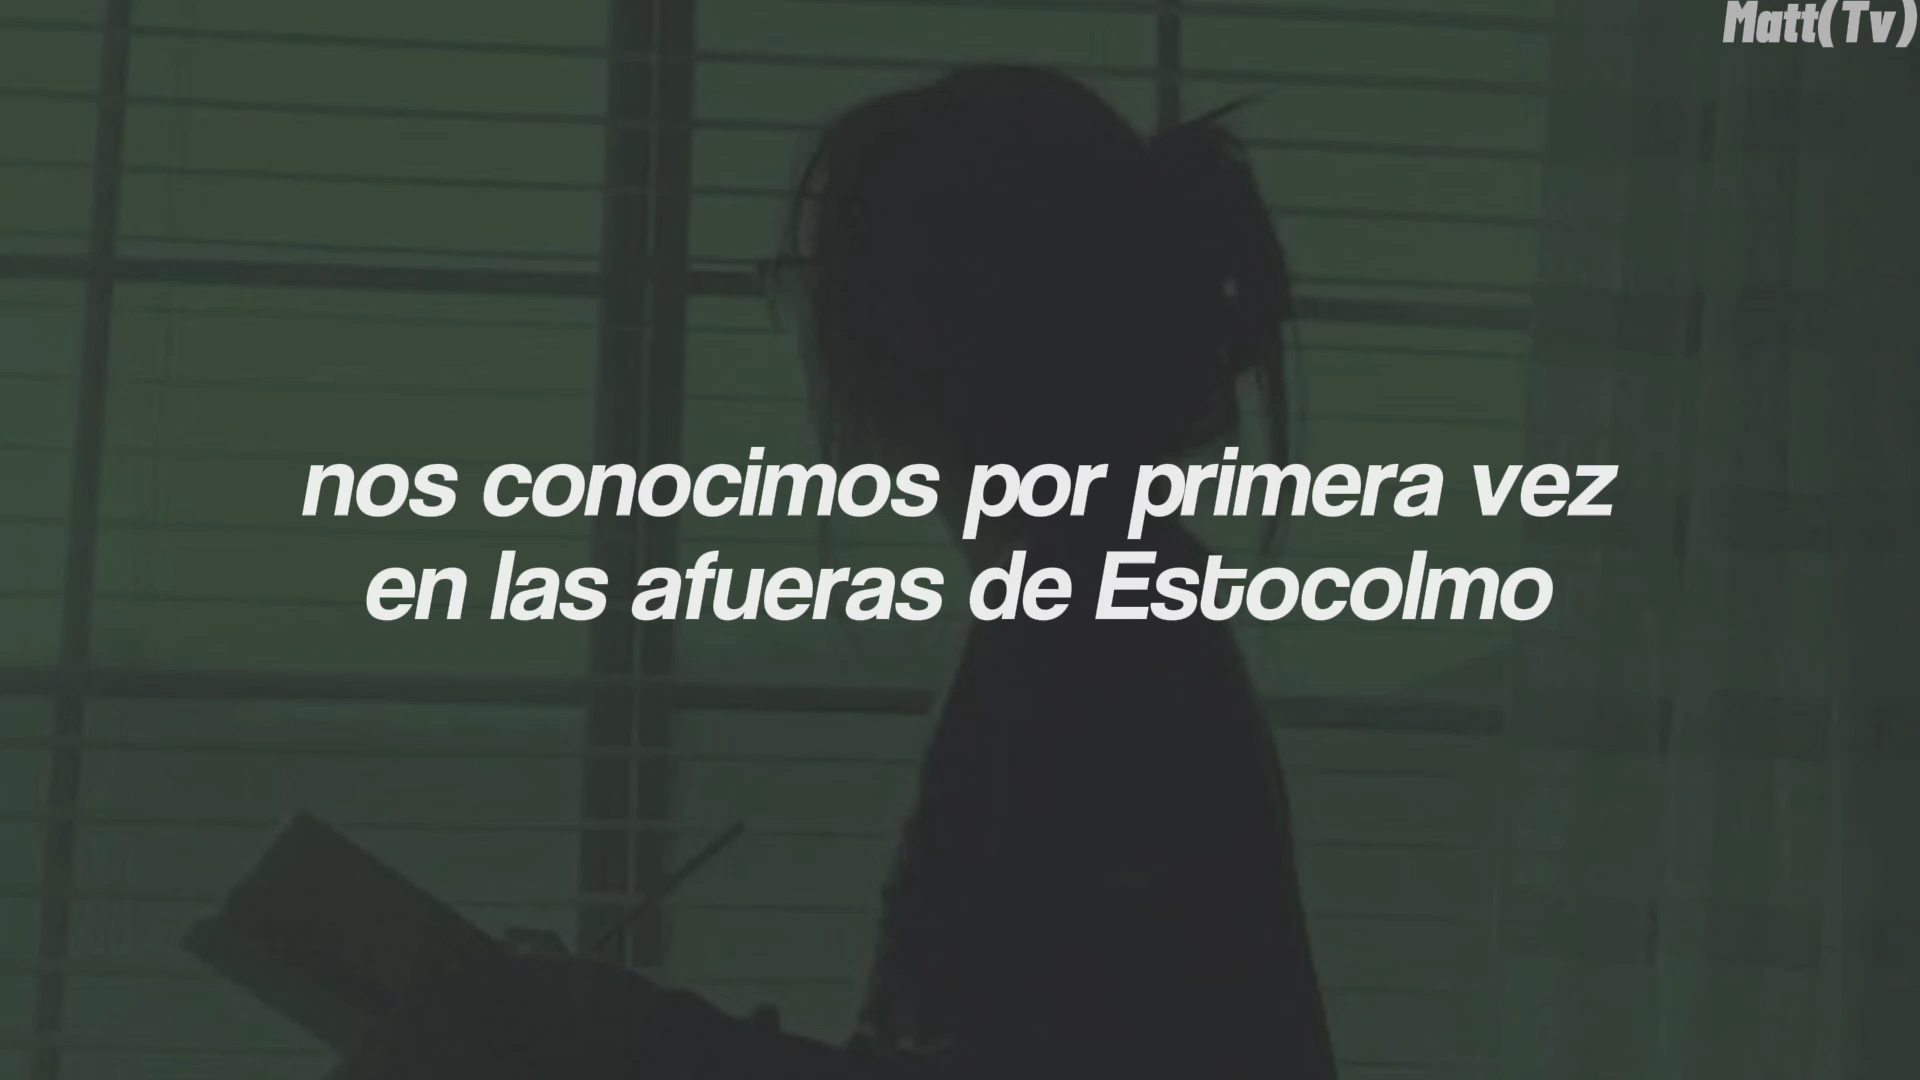 Matt(Tv)
nos conocimos por primera vez
en las afueras de Estocolmo